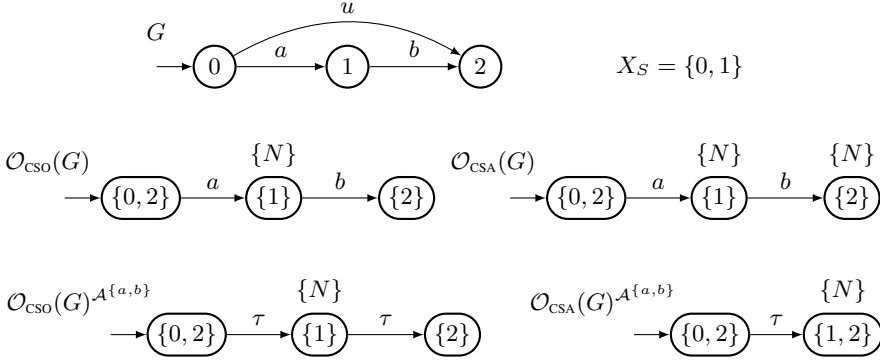 u
G
0 a 1 b 2
X_S = {0, 1}
O_CSO(G) {N}
{0, 2} a {1} b {2}
O_CSA(G) {N} {N}
{0, 2} a {1} b {2}
O_CSO(G)^A^{a,b} {N}
{0, 2} τ {1} τ {2}
O_CSA(G)^A^{a,b} {N}
{0, 2} τ {1, 2}